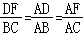 DF/BC = AD/AB = AF/AC